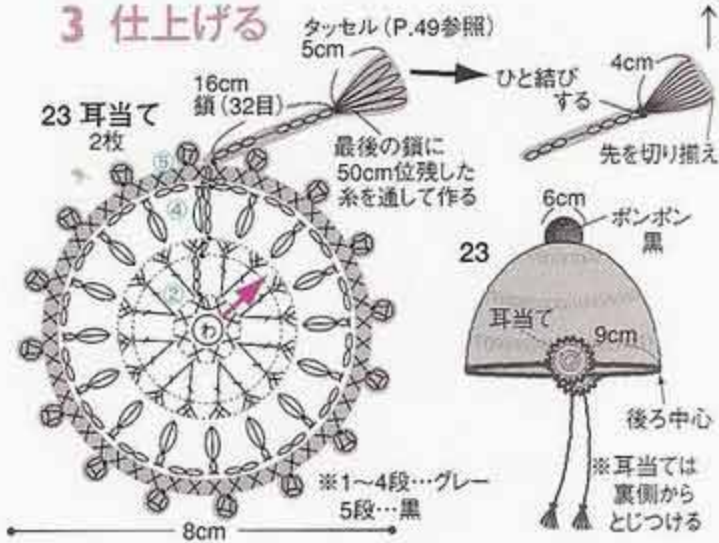 3 仕上げる
タッセル（P.49参照）
5cm
16cm
鎖（32目）
23 耳当て
2枚
最後の鎖に
50cm位残した
糸を通して作る
ひと結び
する
4cm
先を切り揃え
⑤
④
②
わ
※1〜4段…グレー
5段…黒
8cm
23
6cm
ポンポン
黒
耳当て
9cm
後ろ中心
※耳当ては
裏側から
とじつける